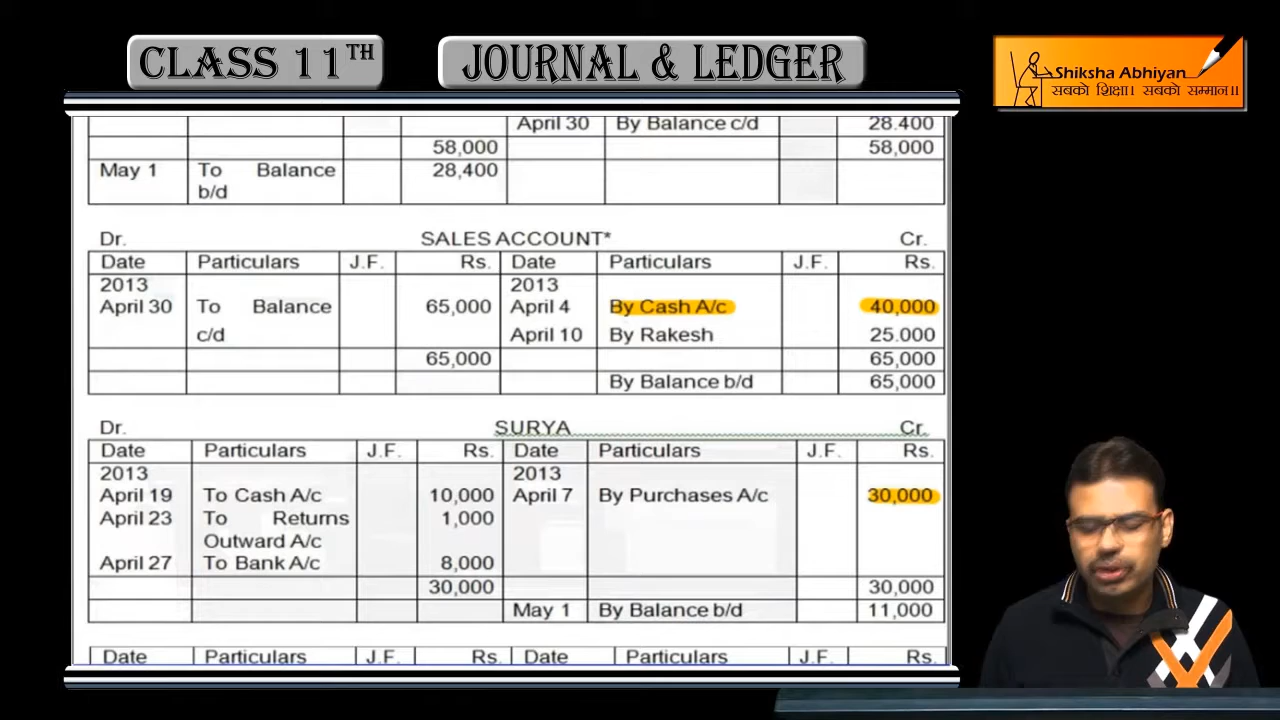 CLASS 11TH JOURNAL & LEDGER
Shiksha Abhiyan
सबको शिक्षा। सबको सम्मान॥
April 30 By Balance c/d 28.400
58,000 58,000
May 1 To Balance 28,400
b/d
Dr. SALES ACCOUNT* Cr.
Date Particulars J.F. Rs. Date Particulars J.F. Rs.
2013 2013
April 30 To Balance 65,000 April 4 By Cash A/c 40,000
c/d April 10 By Rakesh 25.000
65,000 65,000
By Balance b/d 65,000
Dr. SURYA Cr.
Date Particulars J.F. Rs. Date Particulars J.F. Rs.
2013 2013
April 19 To Cash A/c 10,000 April 7 By Purchases A/c 30,000
April 23 To Returns 1,000
Outward A/c
April 27 To Bank A/c 8,000
30,000 30,000
May 1 By Balance b/d 11,000
Date Particulars J.F. Rs. Date Particulars J.F. Rs.